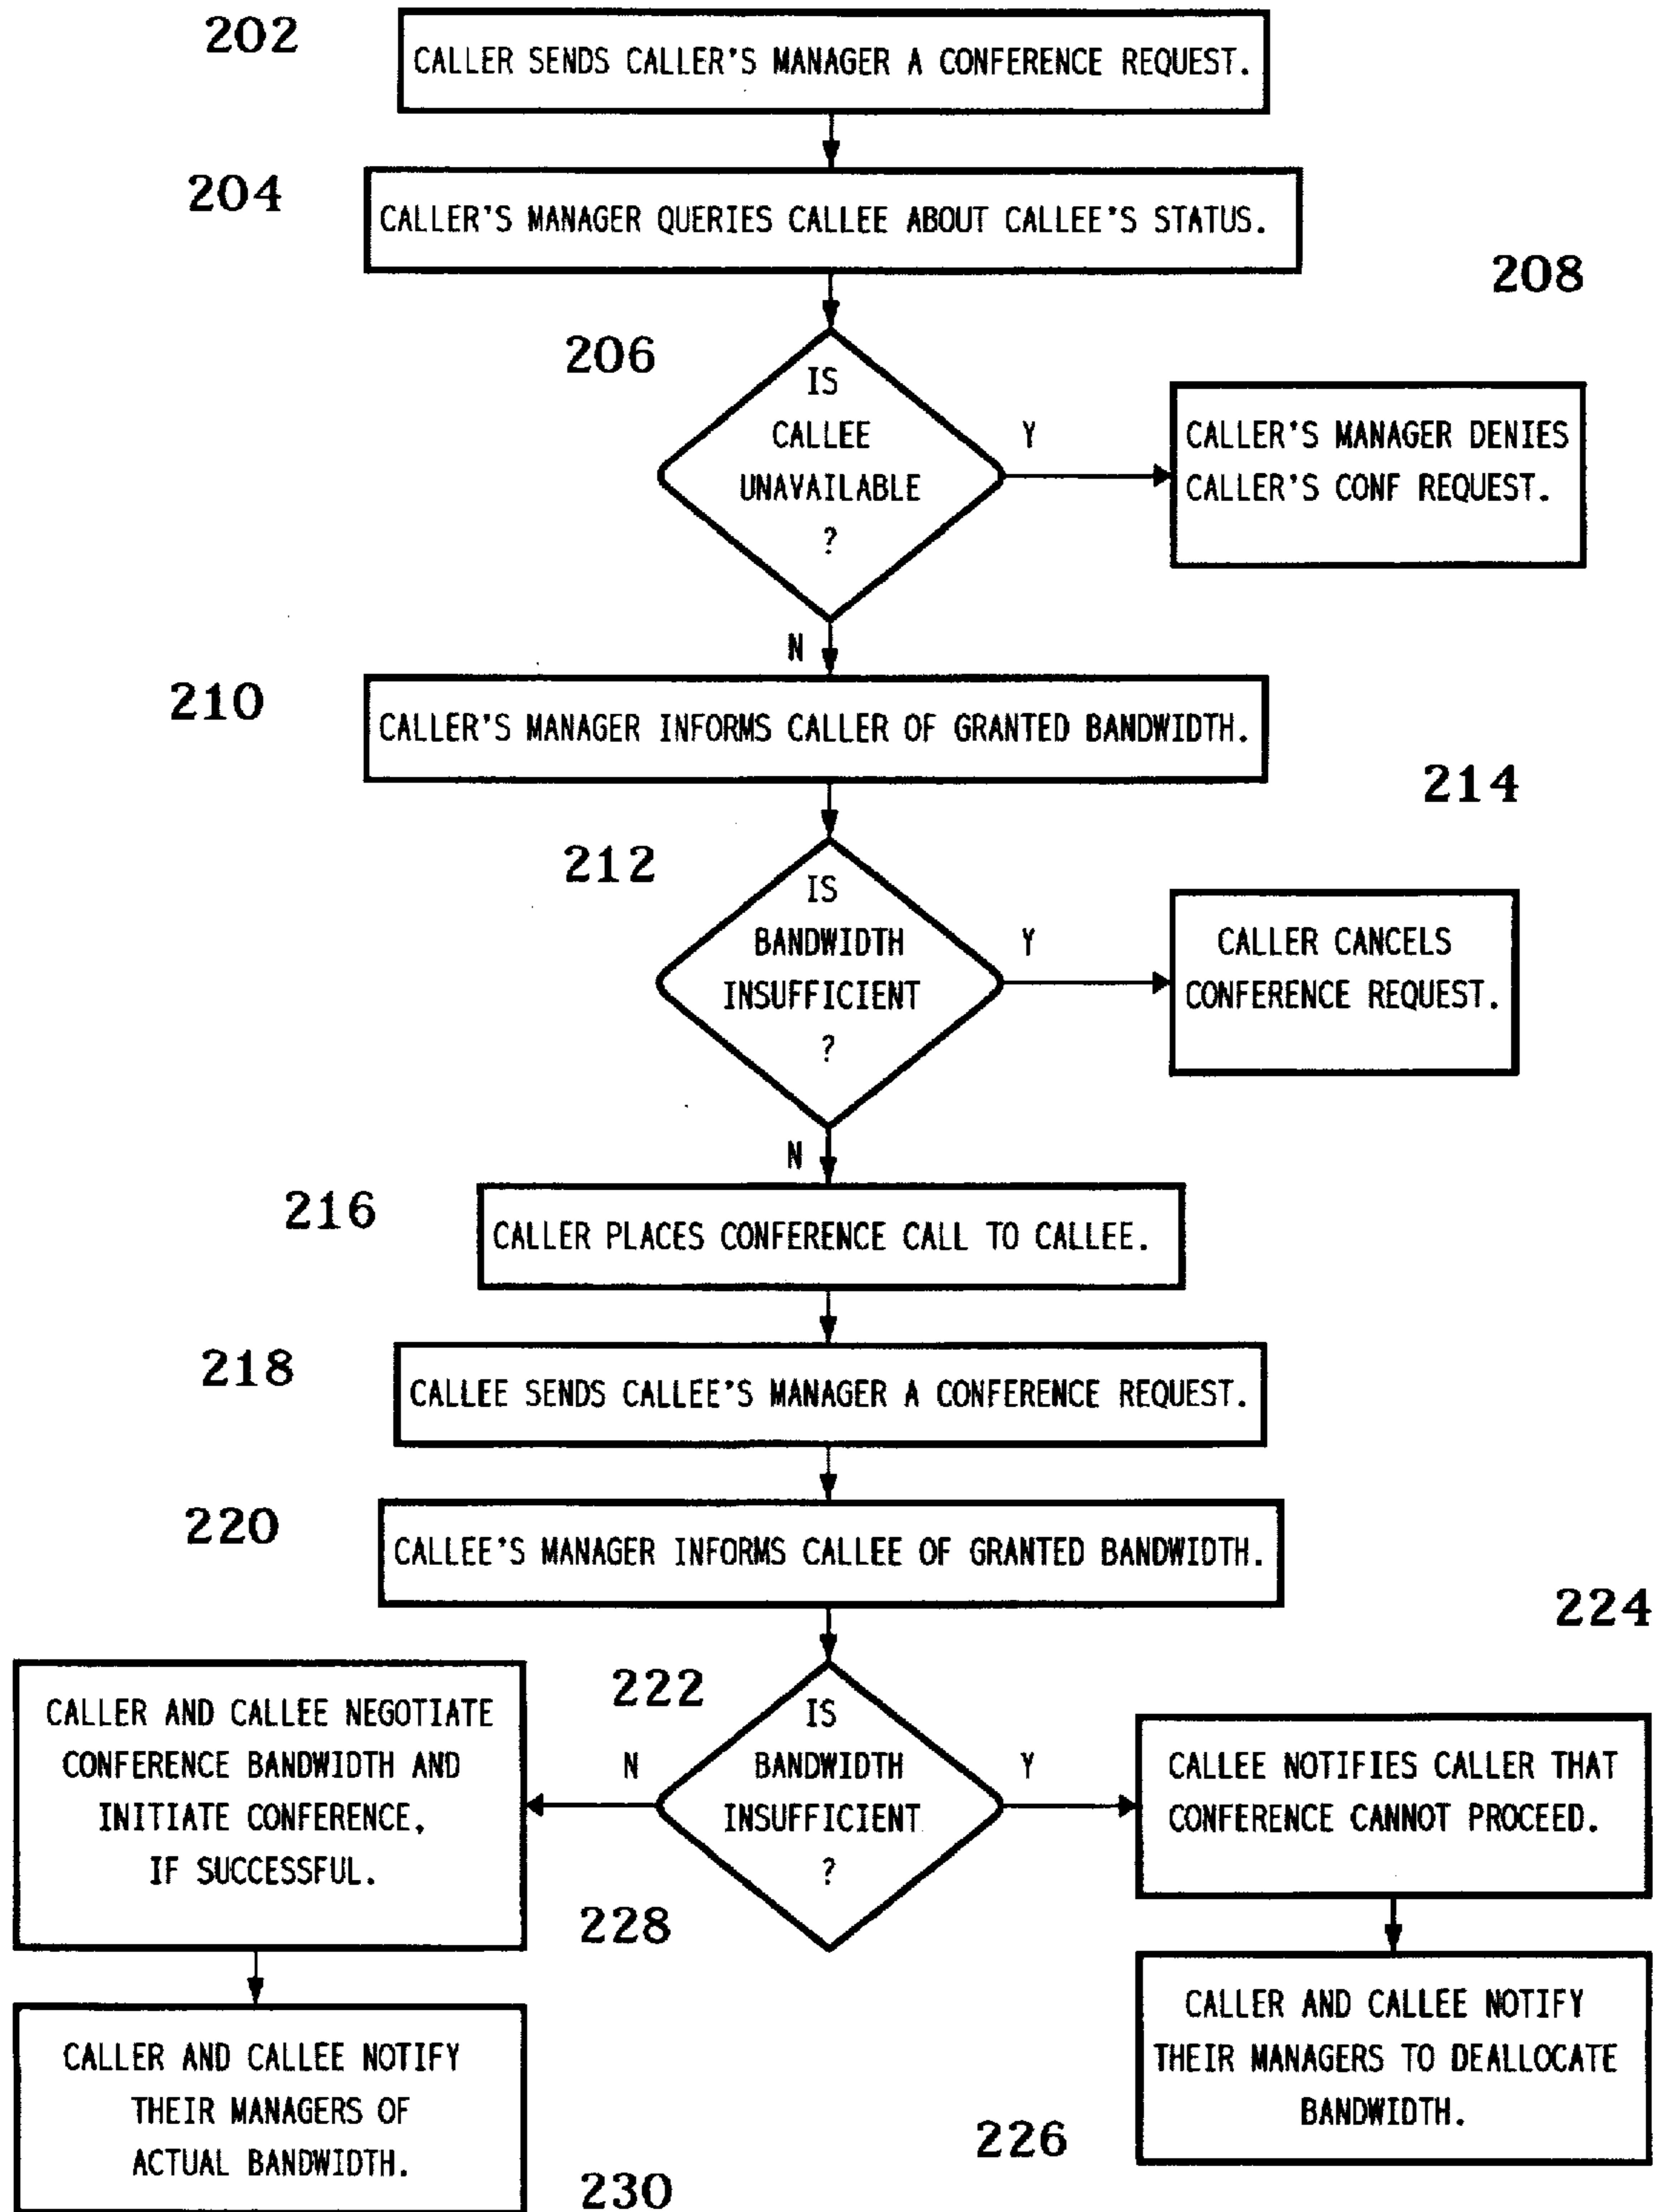 202
CALLER SENDS CALLER'S MANAGER A CONFERENCE REQUEST.
204
CALLER'S MANAGER QUERIES CALLEE ABOUT CALLEE'S STATUS.
206
IS
CALLEE
UNAVAILABLE
?
Y
208
CALLER'S MANAGER DENIES
CALLER'S CONF REQUEST.
N
210
CALLER'S MANAGER INFORMS CALLER OF GRANTED BANDWIDTH.
212
IS
BANDWIDTH
INSUFFICIENT
?
Y
214
CALLER CANCELS
CONFERENCE REQUEST.
N
216
CALLER PLACES CONFERENCE CALL TO CALLEE.
218
CALLEE SENDS CALLEE'S MANAGER A CONFERENCE REQUEST.
220
CALLEE'S MANAGER INFORMS CALLEE OF GRANTED BANDWIDTH.
222
IS
BANDWIDTH
INSUFFICIENT
?
Y
224
CALLEE NOTIFIES CALLER THAT
CONFERENCE CANNOT PROCEED.
226
CALLER AND CALLEE NOTIFY
THEIR MANAGERS TO DEALLOCATE
BANDWIDTH.
N
228
CALLER AND CALLEE NEGOTIATE
CONFERENCE BANDWIDTH AND
INITIATE CONFERENCE,
IF SUCCESSFUL.
230
CALLER AND CALLEE NOTIFY
THEIR MANAGERS OF
ACTUAL BANDWIDTH.